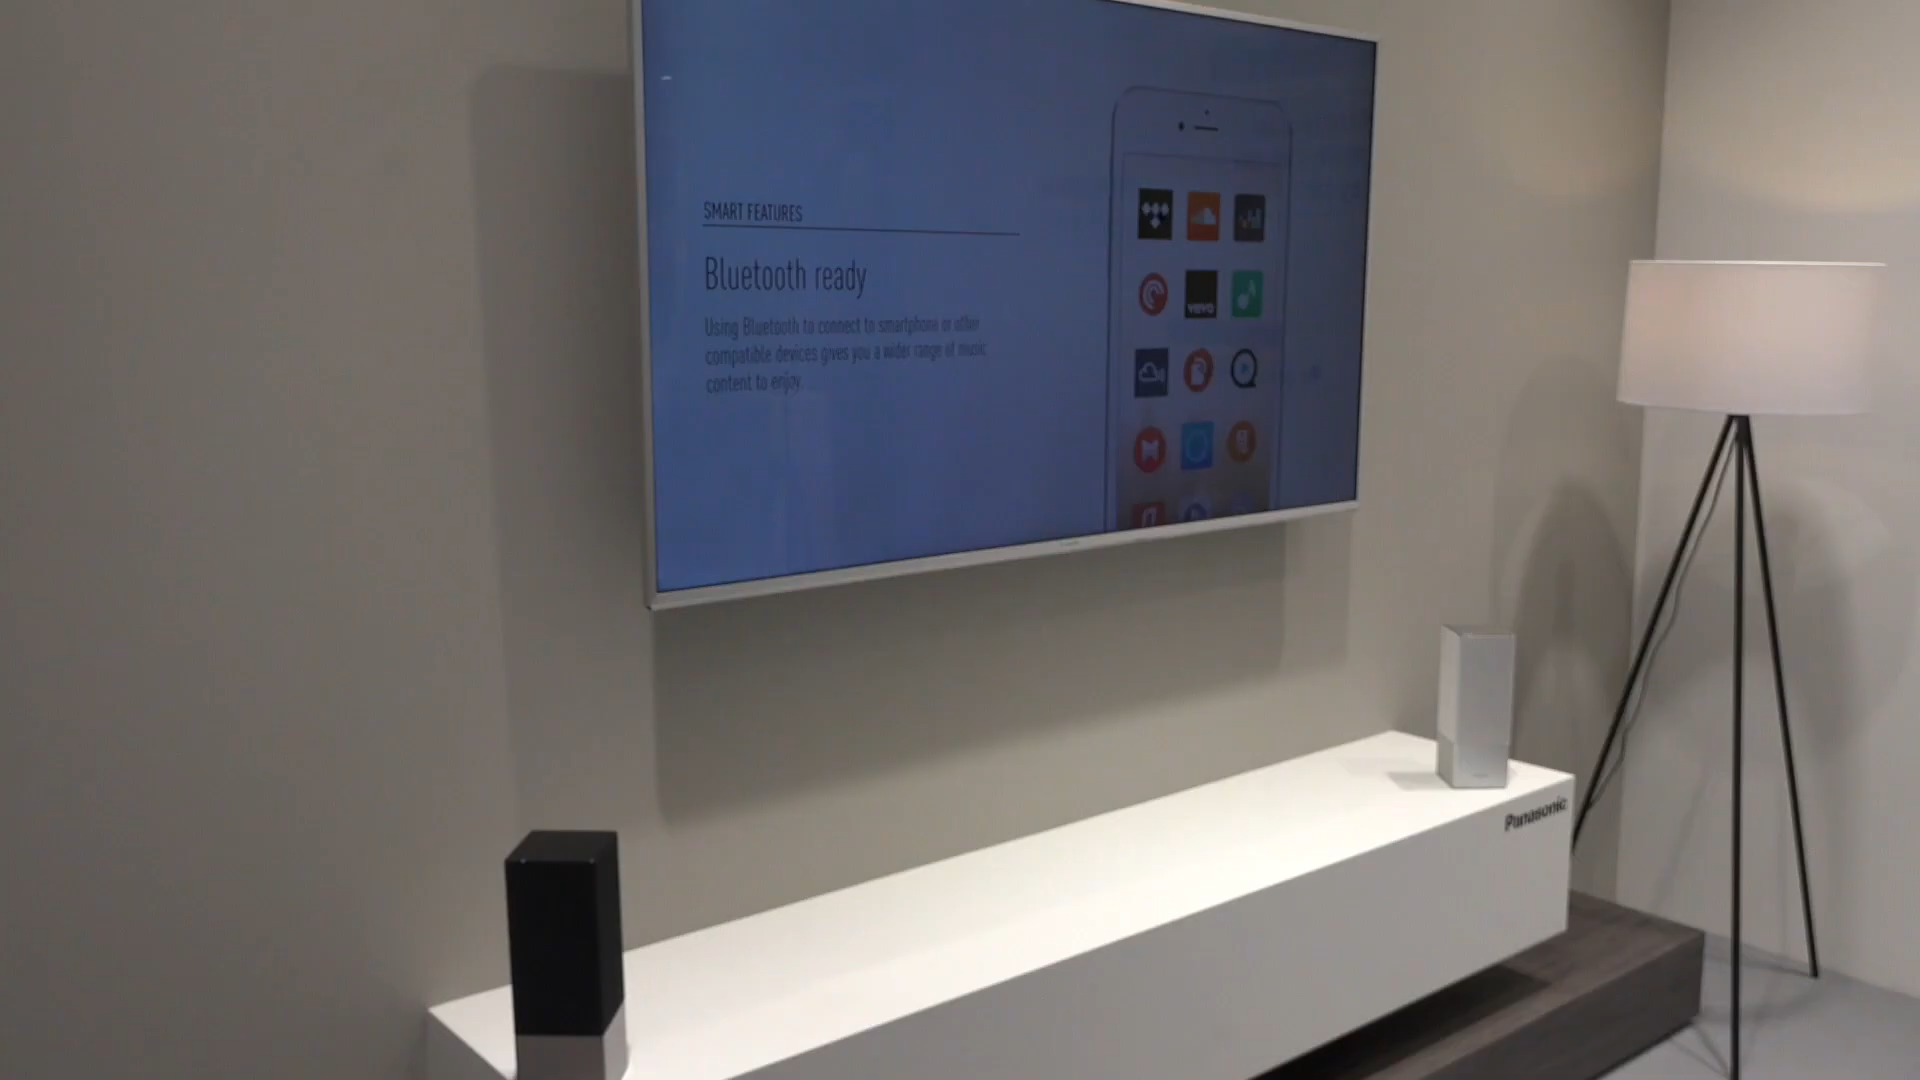 SMART FEATURES
Bluetooth ready
Using Bluetooth to connect to smartphone or other
compatible devices gives you a wider range of music
content to enjoy.
vevo
Panasonic